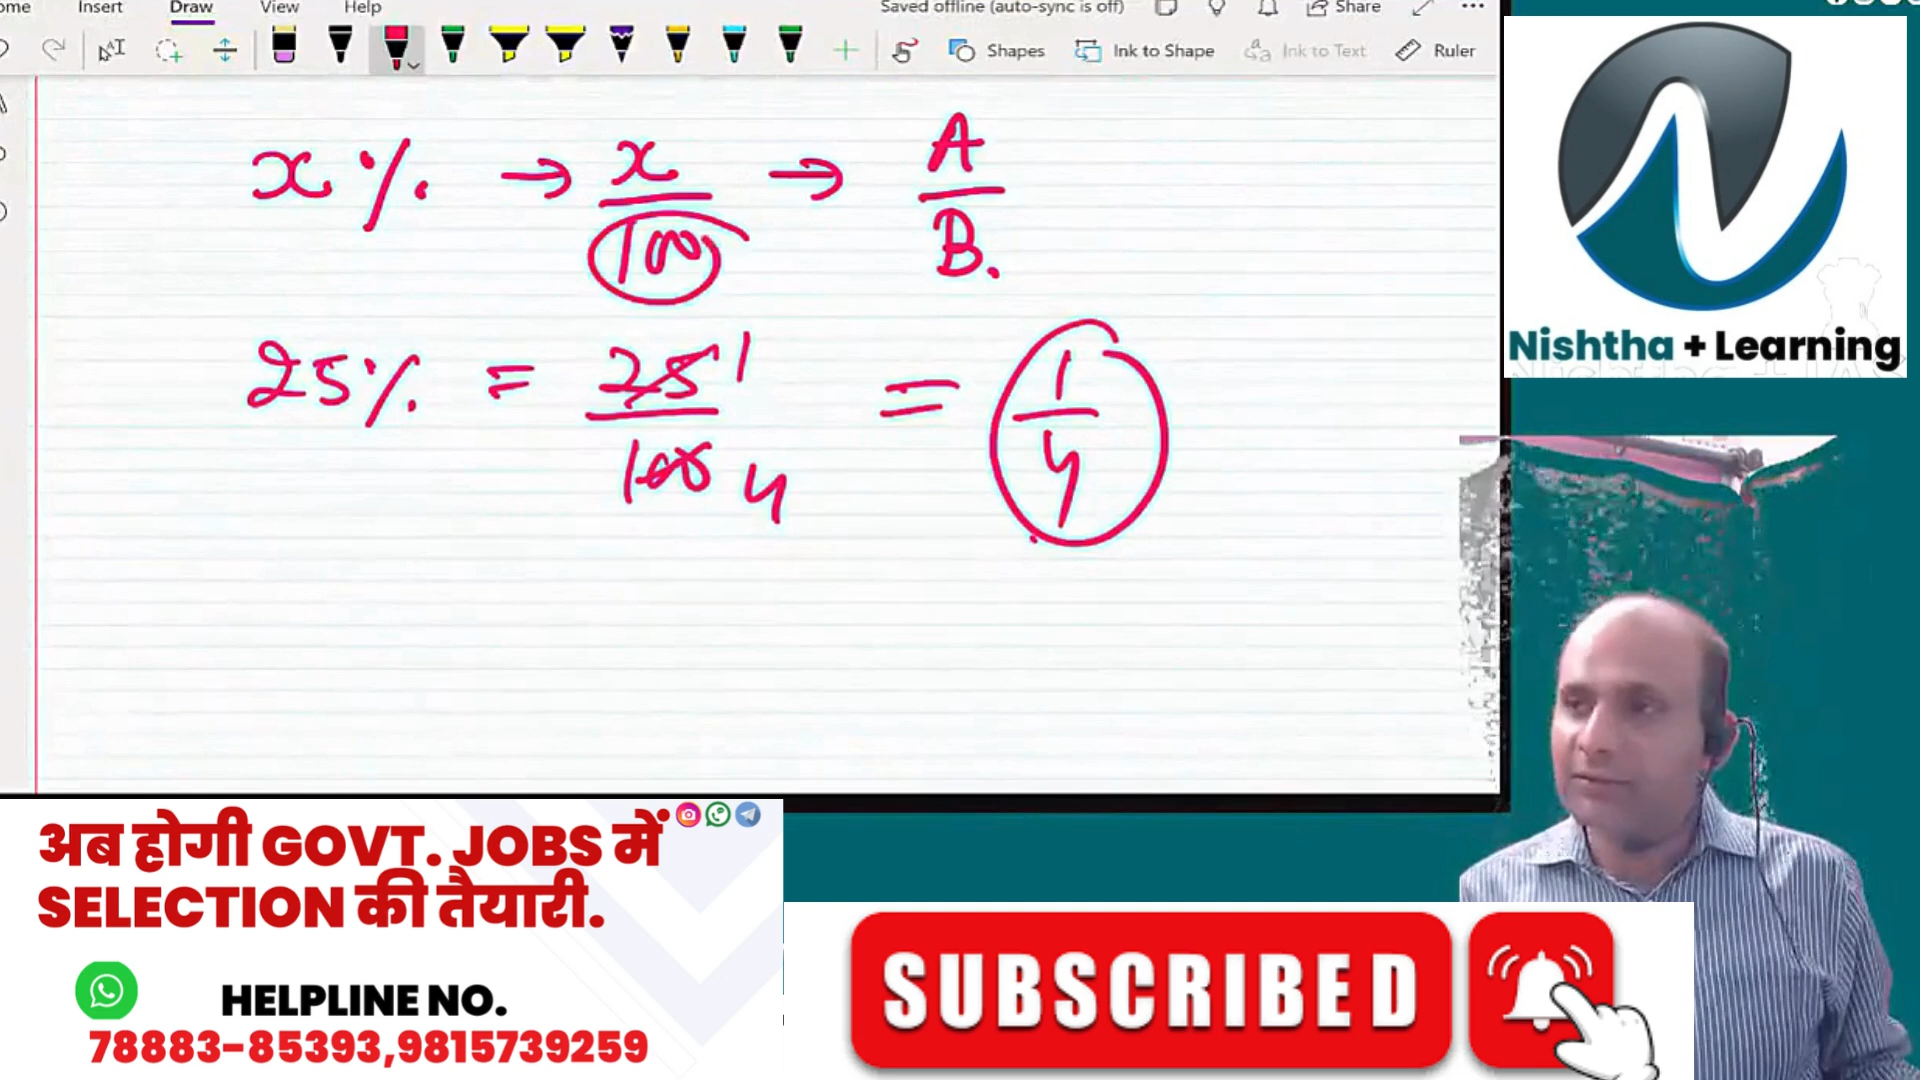 ome Insert Draw View Help Saved offline (auto-sync is off) Share
Shapes Ink to Shape Ink to Text Ruler
x% → x/100 → A/B.
25% = 25 1/100 4 = 1/4
Nishtha + Learning
अब होगी GOVT. JOBS में
SELECTION की तैयारी.
HELPLINE NO.
78883-85393,9815739259
SUBSCRIBED